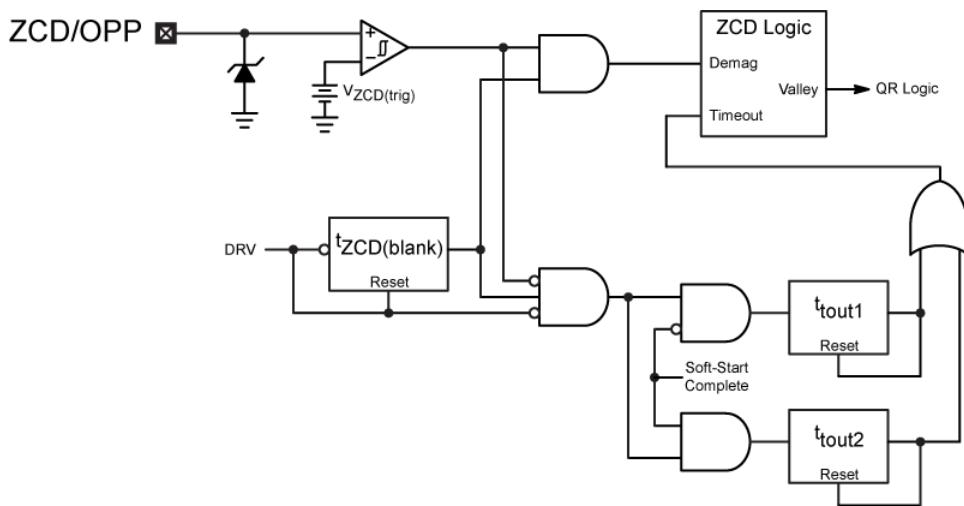 ZCD/OPP
+
−
VZCD(trig)
ZCD Logic
Demag
Valley
Timeout
QR Logic
DRV
tZCD(blank)
Reset
ttout1
Reset
Soft-Start
Complete
ttout2
Reset